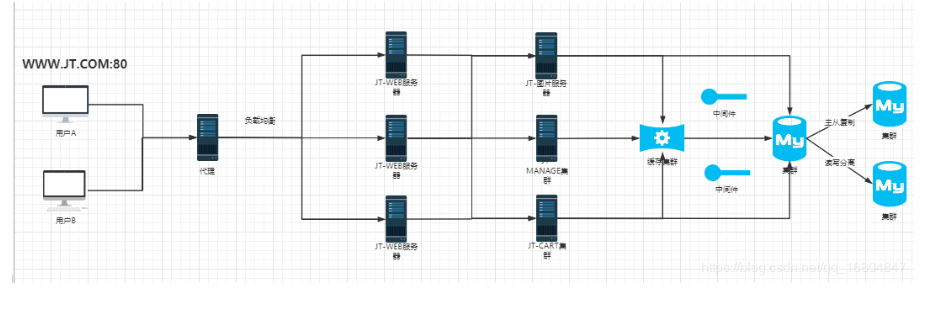 WWW.JT.COM:80
用户A
用户B
代理
负载均衡
JT-WEB服务
器
JT-WEB服务
器
JT-WEB服务
器
JT-图片服务
器
MANAGE集
群
JT-CART集
群
缓存集群
中间件
中间件
My
集群
主从复制
读写分离
My
集群
My
集群
https://blog.csdn.net/qq_16804847